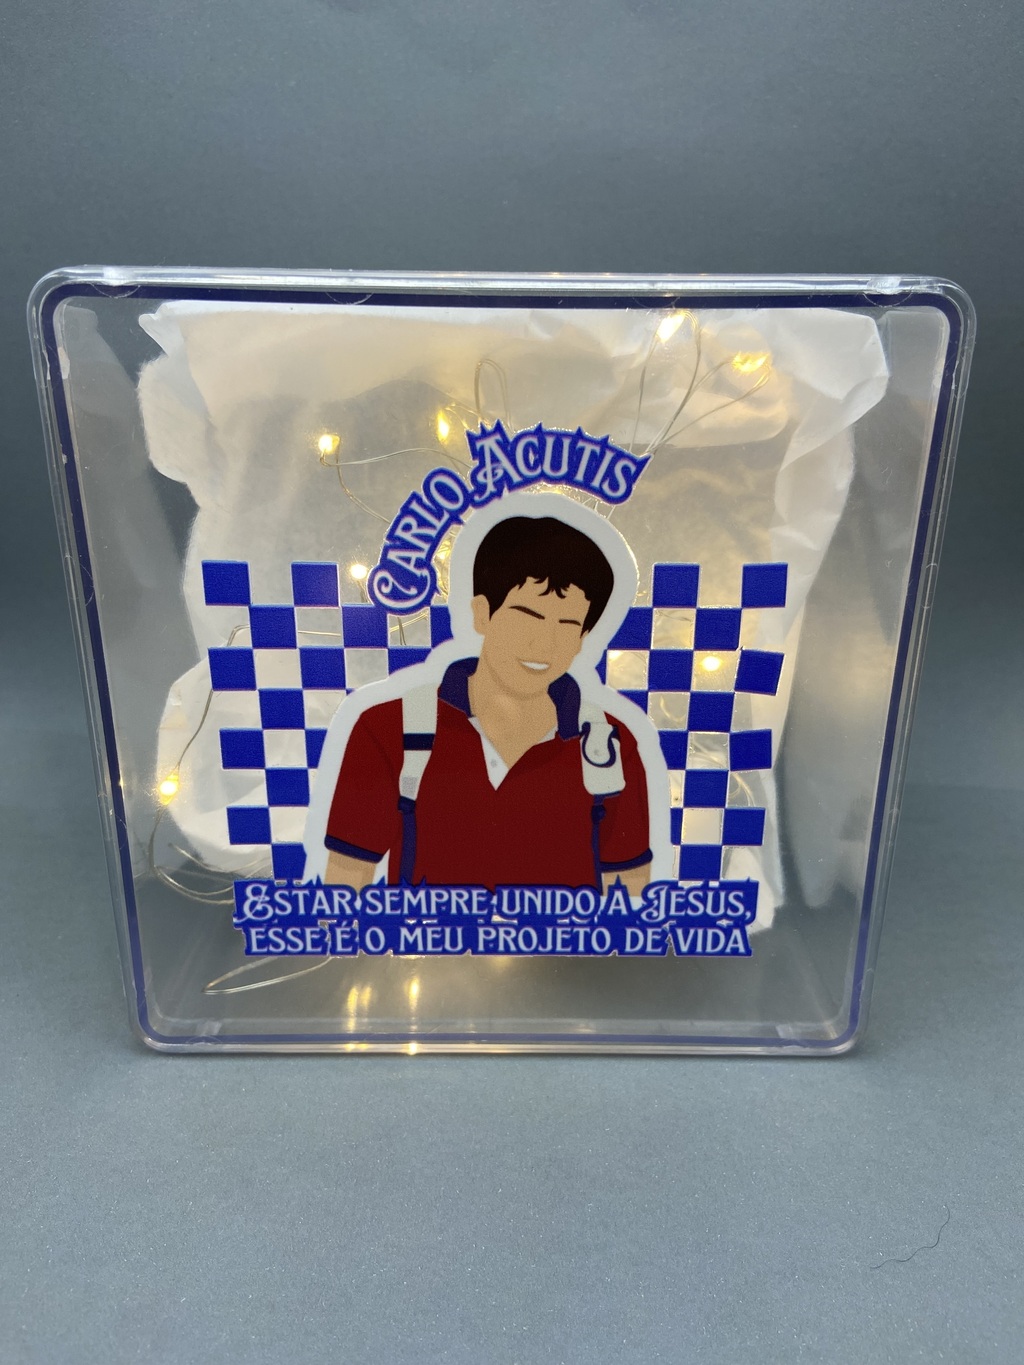 Carlo Acutis
Estar sempre unido a Jesus,
esse é o meu projeto de vida